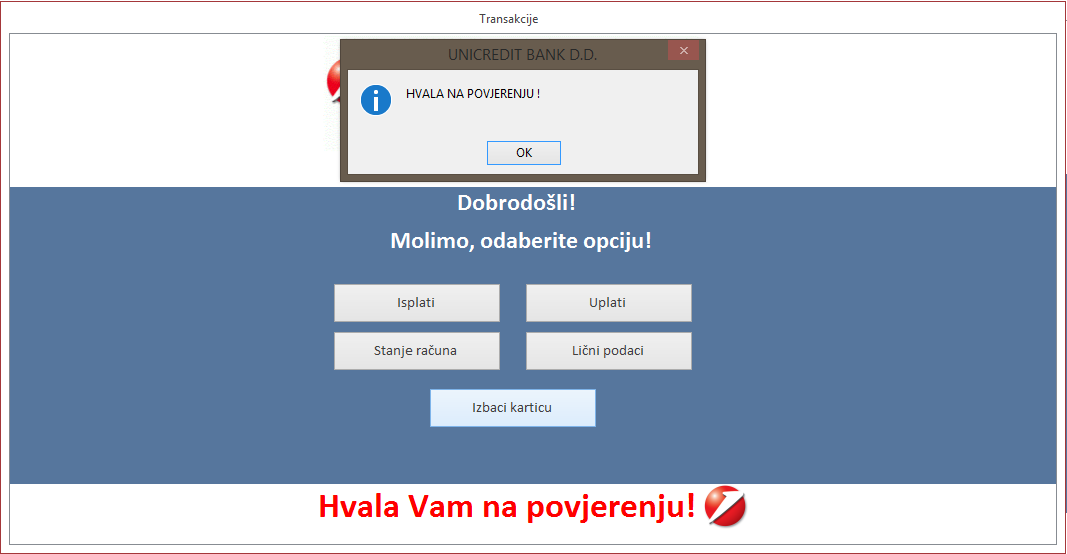 Transakcije
UNICREDIT BANK D.D.
HVALA NA POVJERENJU !
OK
Dobrodošli!
Molimo, odaberite opciju!
Isplati
Uplati
Stanje računa
Lični podaci
Izbaci karticu
Hvala Vam na povjerenju!